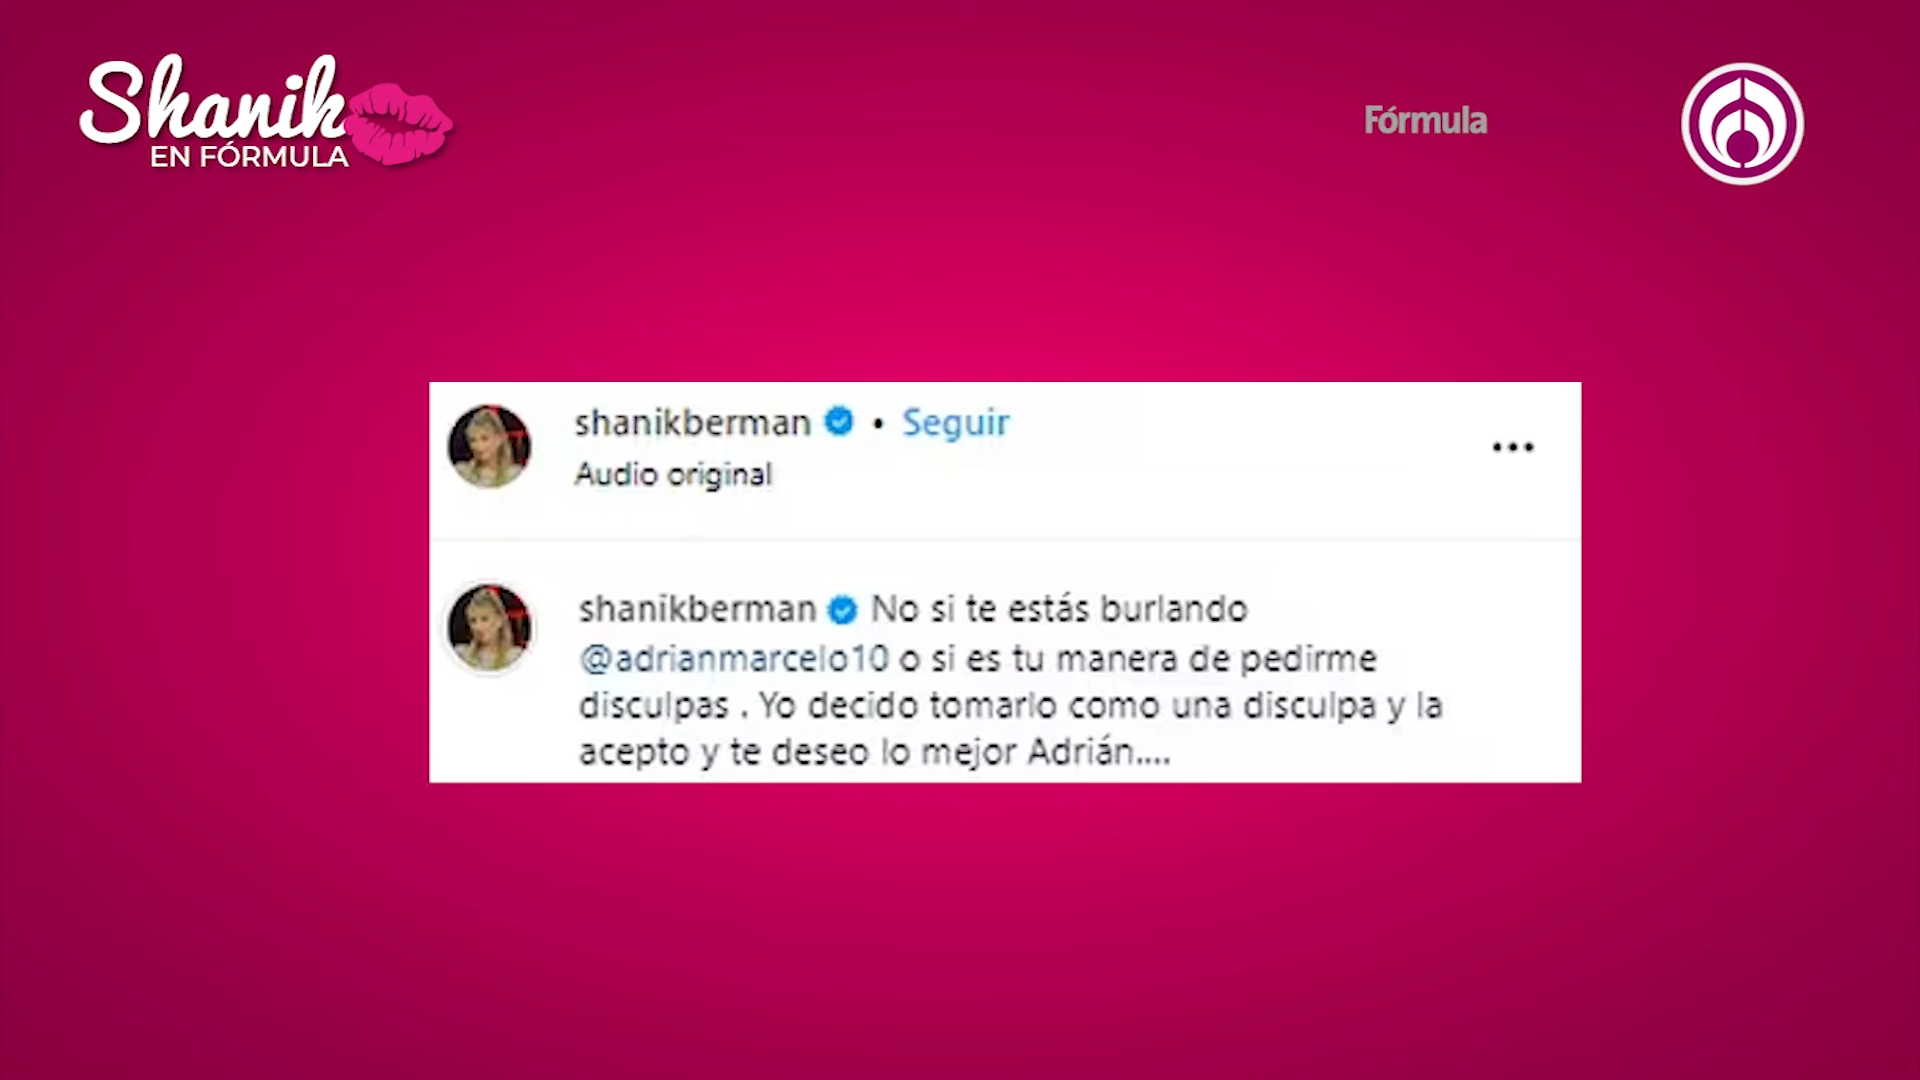 Shanik
EN FÓRMULA
Fórmula
shanikberman • Seguir
Audio original
shanikberman No si te estás burlando
@adrianmarcelo10 o si es tu manera de pedirme
disculpas . Yo decido tomarlo como una disculpa y la
acepto y te deseo lo mejor Adrián....